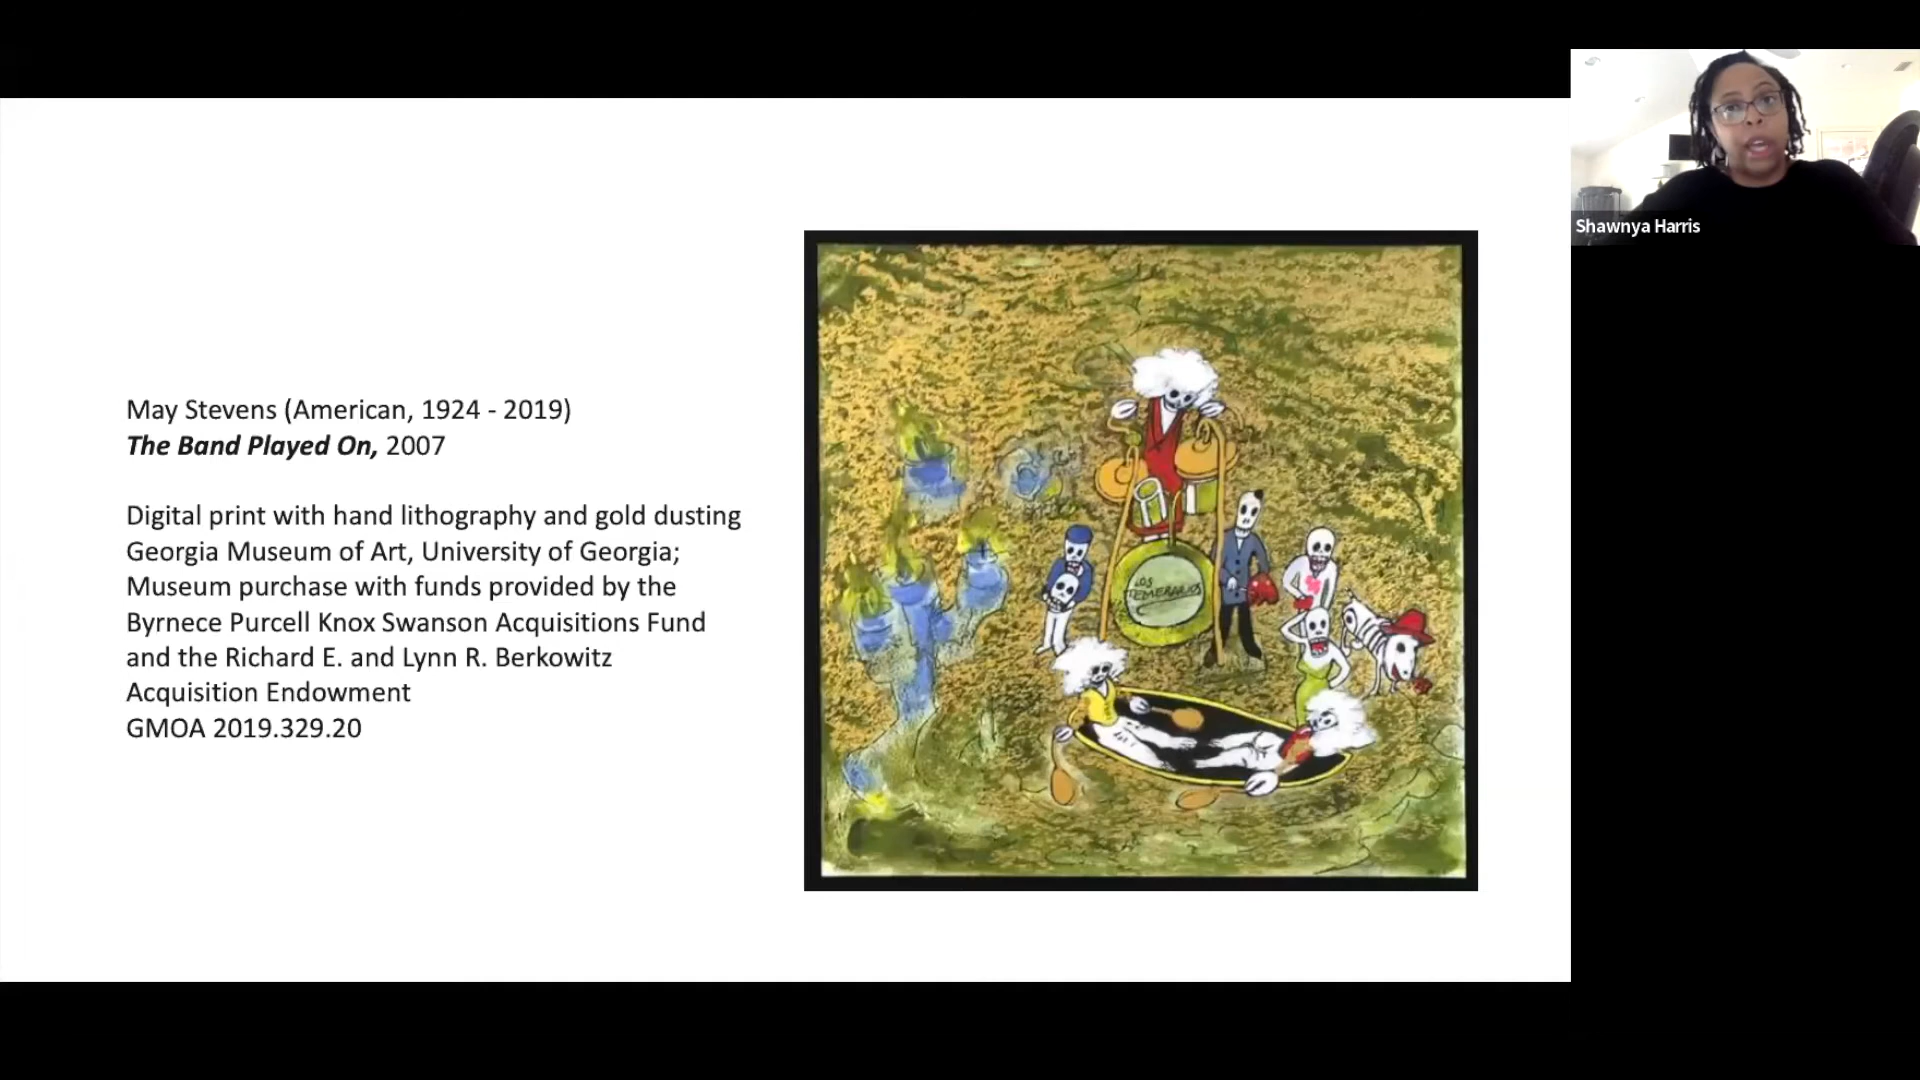 May Stevens (American, 1924 - 2019)
The Band Played On, 2007
Digital print with hand lithography and gold dusting
Georgia Museum of Art, University of Georgia;
Museum purchase with funds provided by the
Byrnece Purcell Knox Swanson Acquisitions Fund
and the Richard E. and Lynn R. Berkowitz
Acquisition Endowment
GMOA 2019.329.20
LOS
TEMERARIOS
Shawnya Harris